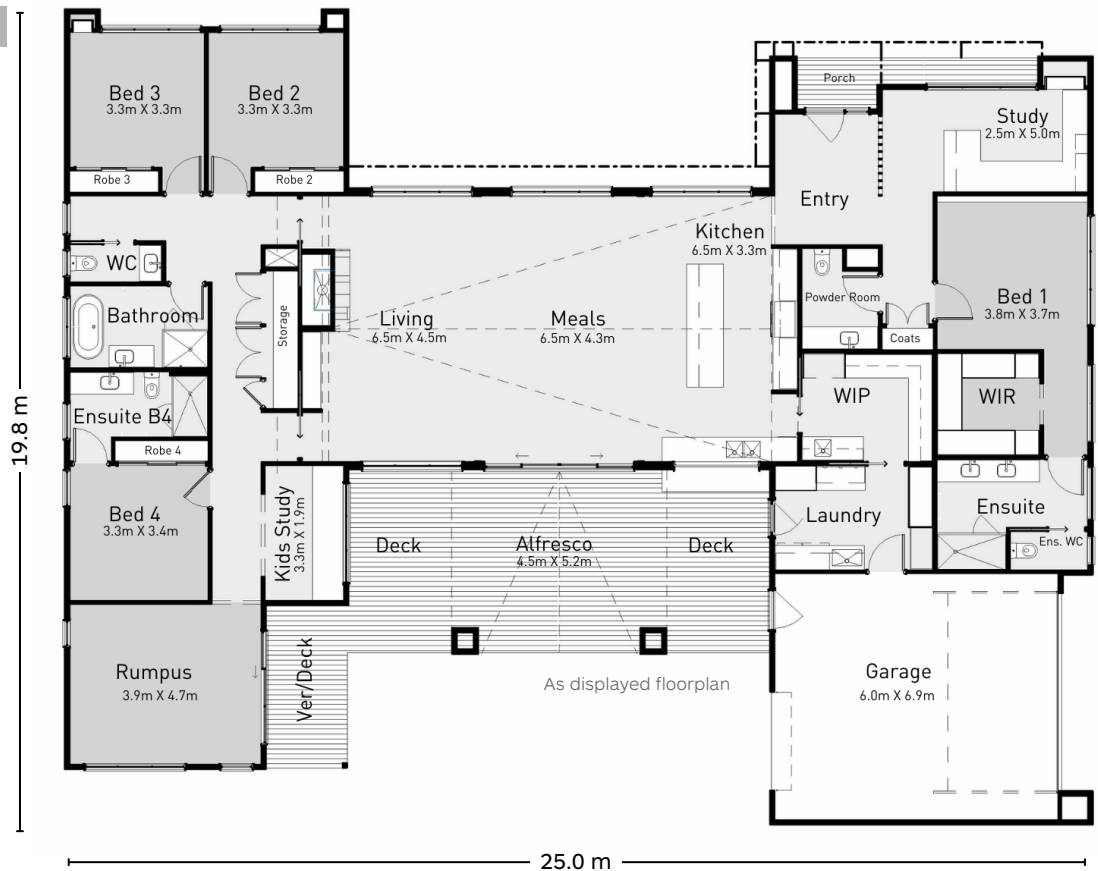 Bed 3
3.3m X 3.3m
Bed 2
3.3m X 3.3m
Porch
Study
2.5m X 5.0m
Robe 3
Robe 2
Entry
Kitchen
6.5m X 3.3m
WC
Bathroom
Storage
Living
6.5m X 4.5m
Meals
6.5m X 4.3m
Powder Room
Coats
Bed 1
3.8m X 3.7m
WIP
WIR
Ensuite B4
Robe 4
Bed 4
3.3m X 3.4m
Kids Study
3.3m X 1.9m
Deck
Alfresco
4.5m X 5.2m
Deck
Laundry
Ensuite
Ens. WC
Rumpus
3.9m X 4.7m
Ver/Deck
As displayed floorplan
Garage
6.0m X 6.9m
19.8 m
25.0 m